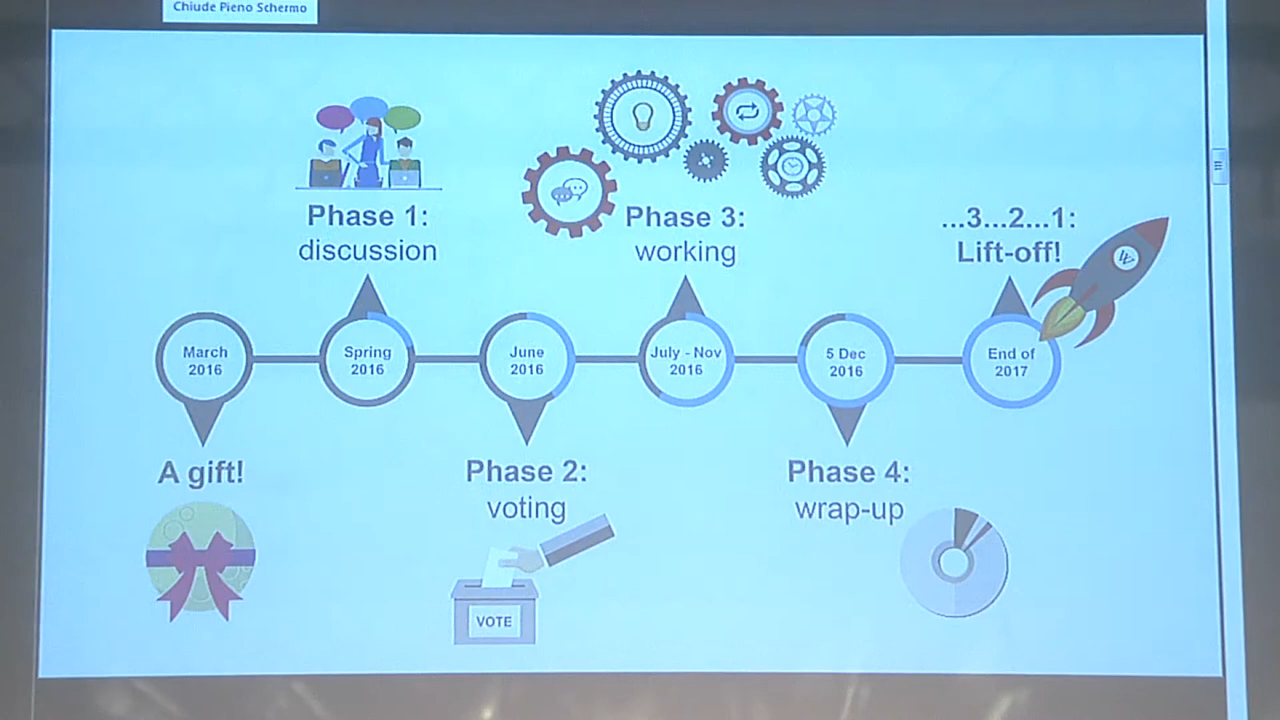 Chiude Pieno Schermo
Phase 1:
discussion
Phase 3:
working
...3...2...1:
Lift-off!
March
2016
Spring
2016
June
2016
July - Nov
2016
5 Dec
2016
End of
2017
A gift!
Phase 2:
voting
Phase 4:
wrap-up
VOTE